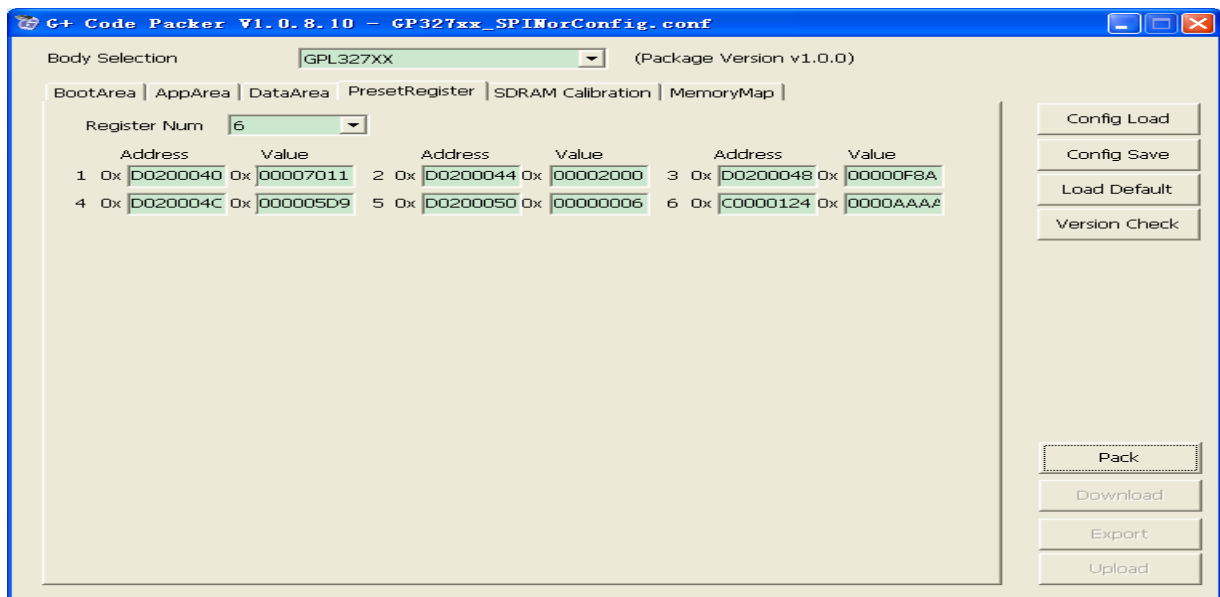 G+ Code Packer V1.0.8.10 - GP327xx_SPINorConfig.conf
Body Selection GPL327XX (Package Version v1.0.0)
BootArea AppArea DataArea PresetRegister SDRAM Calibration MemoryMap
Register Num 6
Address Value Address Value Address Value
1 0x D0200040 0x 00007011 2 0x D0200044 0x 00002000 3 0x D0200048 0x 00000F8A
4 0x D020004C 0x 000005D9 5 0x D0200050 0x 00000006 6 0x C0000124 0x 0000AAAA
Config Load
Config Save
Load Default
Version Check
Pack
Download
Export
Upload